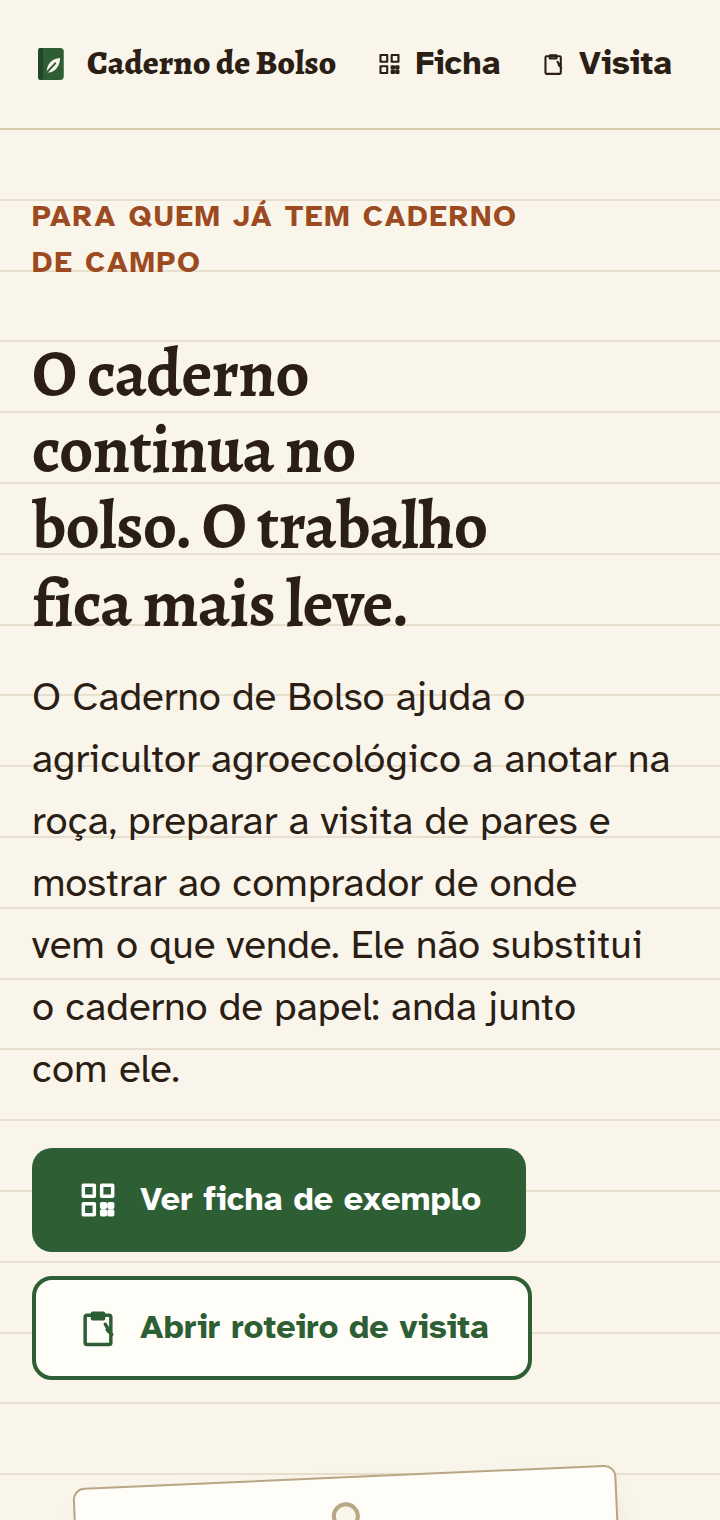 Caderno de Bolso Ficha Visita
PARA QUEM JÁ TEM CADERNO
DE CAMPO
O caderno
continua no
bolso. O trabalho
fica mais leve.
O Caderno de Bolso ajuda o
agricultor agroecológico a anotar na
roça, preparar a visita de pares e
mostrar ao comprador de onde
vem o que vende. Ele não substitui
o caderno de papel: anda junto
com ele.
Ver ficha de exemplo
Abrir roteiro de visita